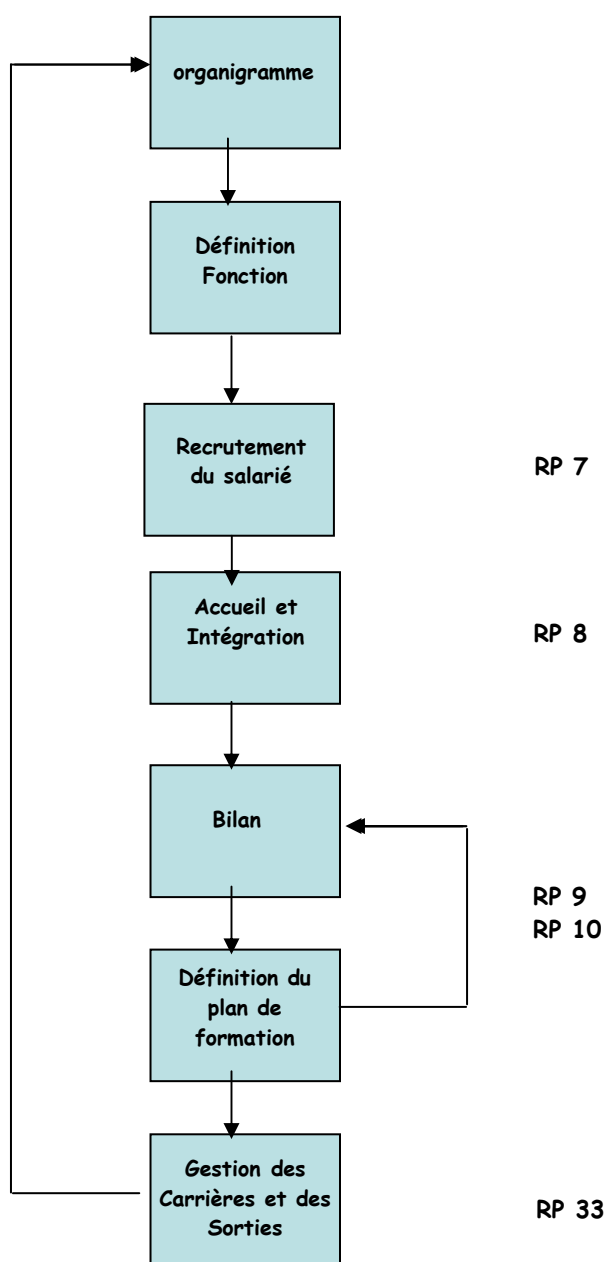 organigramme
Définition
Fonction
Recrutement
du salarié
RP 7
Accueil et
Intégration
RP 8
Bilan
RP 9
RP 10
Définition du
plan de
formation
Gestion des
Carrières et des
Sorties
RP 33